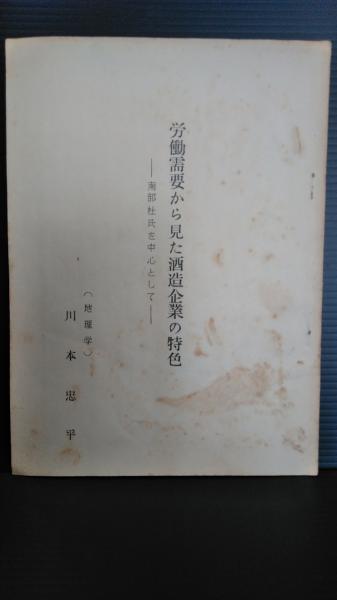 労働需要から見た酒造企業の特色
――南部杜氏を中心として――
(地理学)
川本忠平